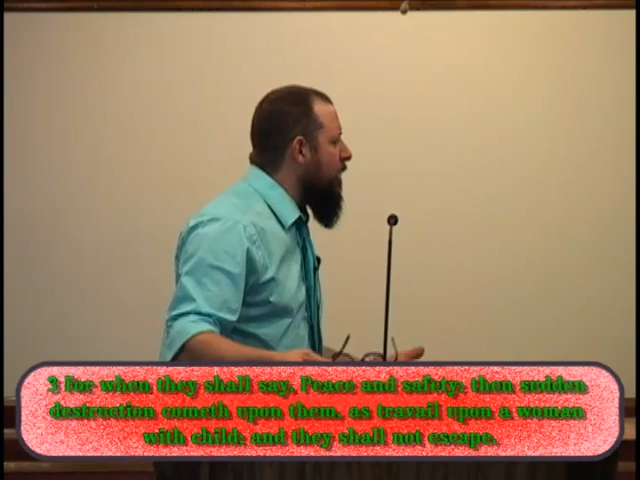 3 For when they shall say, Peace and safety; then sudden
destruction cometh upon them, as travail upon a woman
with child; and they shall not escape.